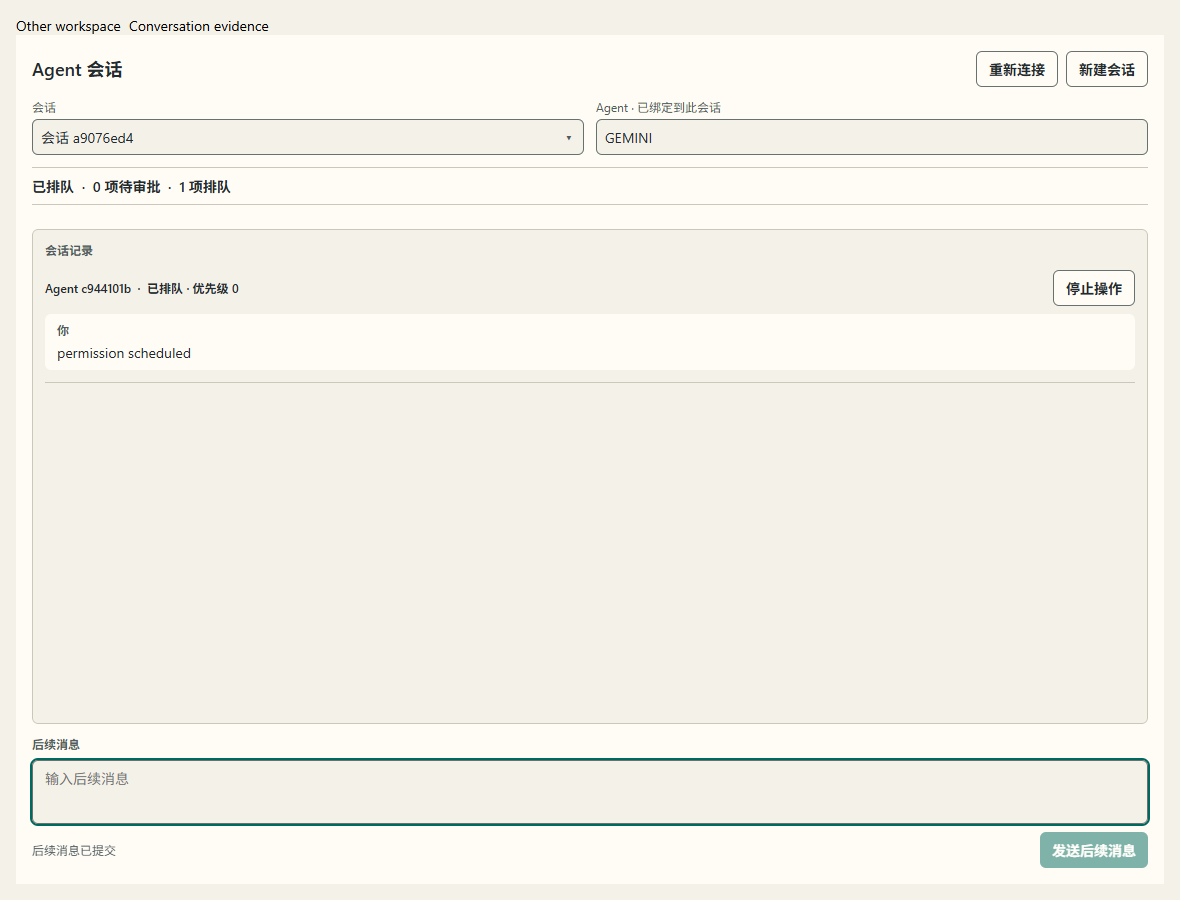 Other workspace Conversation evidence
Agent 会话
重新连接 新建会话
会话
Agent · 已绑定到此会话
会话 a9076ed4
GEMINI
已排队 · 0 项待审批 · 1 项排队
会话记录
Agent c944101b · 已排队 · 优先级 0
停止操作
你
permission scheduled
后续消息
输入后续消息
后续消息已提交
发送后续消息